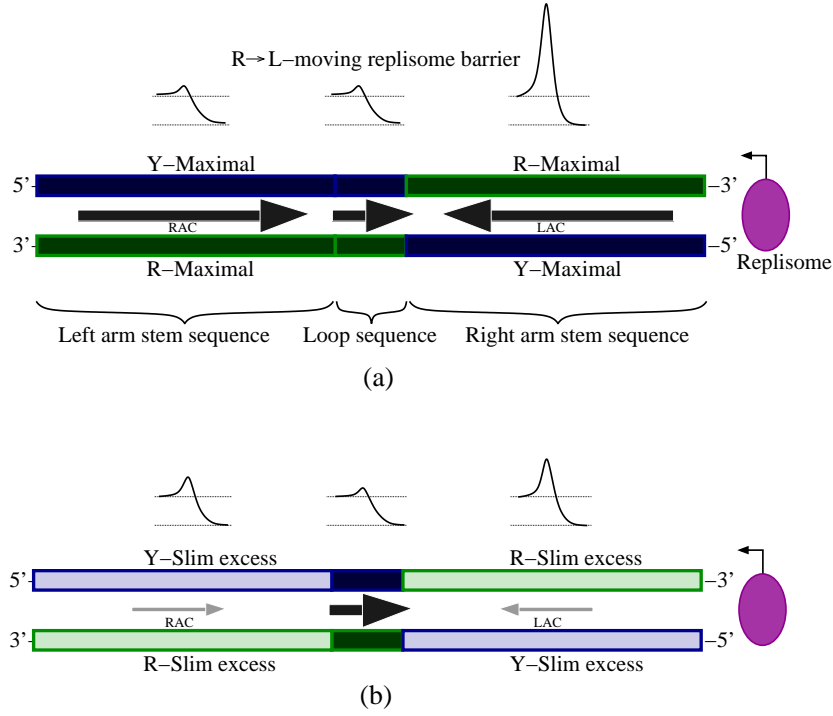 R→L–moving replisome barrier
Y–Maximal R–Maximal
5’ –3’
RAC LAC
3’ –5’
R–Maximal Y–Maximal Replisome
Left arm stem sequence Loop sequence Right arm stem sequence
(a)
Y–Slim excess R–Slim excess
5’ –3’
RAC LAC
3’ –5’
R–Slim excess Y–Slim excess
(b)